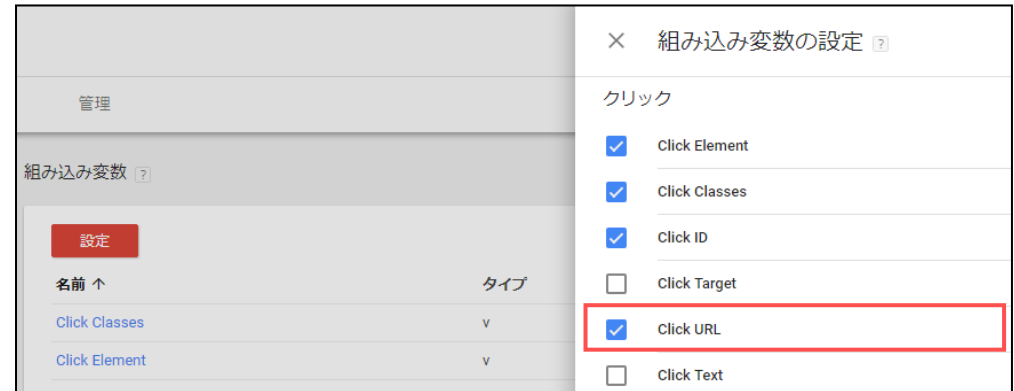 管理
組み込み変数 ?
設定
名前 ↑ タイプ
Click Classes v
Click Element v
× 組み込み変数の設定 ?
クリック
Click Element
Click Classes
Click ID
Click Target
Click URL
Click Text